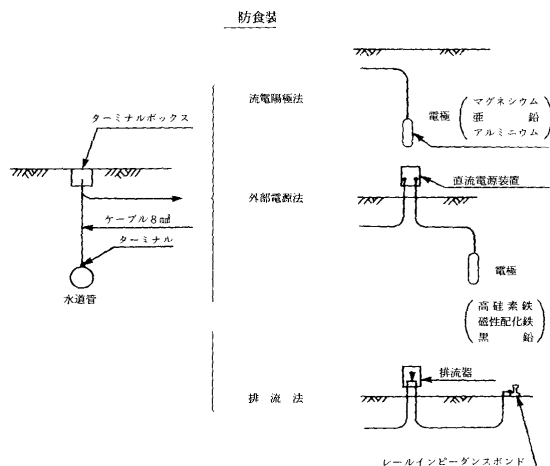 防食装
流電陽極法
電極
マグネシウム
亜鉛
アルミニウム
ターミナルボックス
直流電源装置
外部電源法
ケーブル8㎟
ターミナル
水道管
電極
高硅素鉄
磁性配化鉄
黒鉛
排流器
排流法
レールインピーダンスボンド